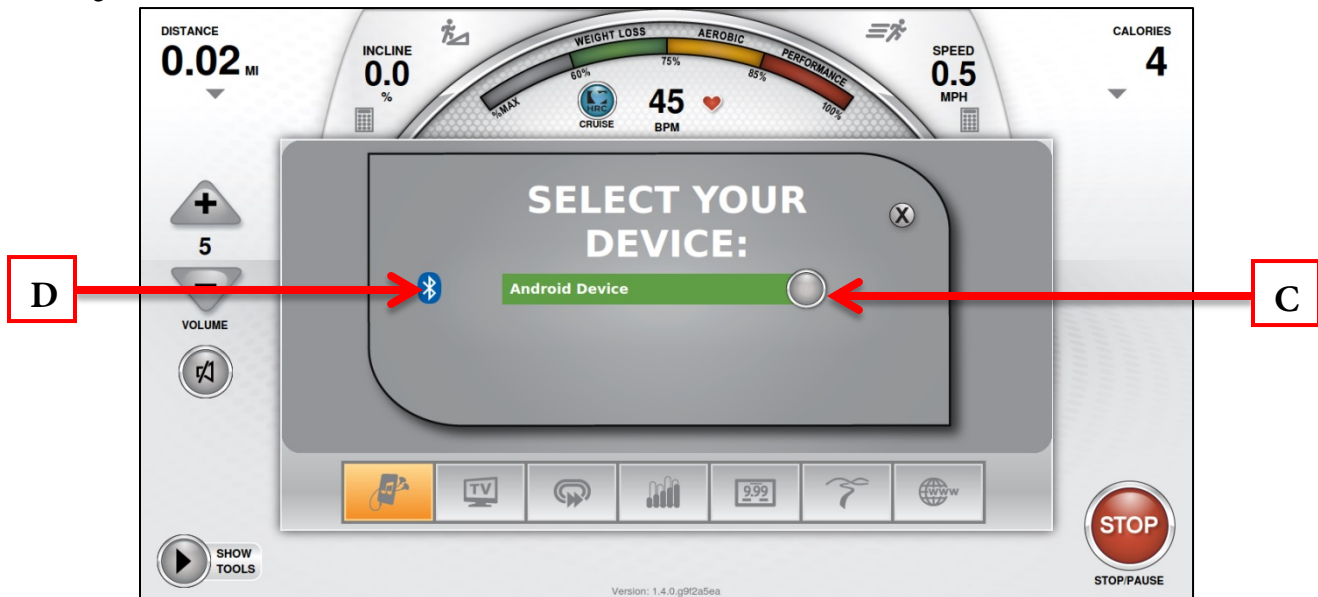 DISTANCE
0.02 MI
INCLINE
0.0
%
%MAX
60%
WEIGHT LOSS
75%
AEROBIC
85%
PERFORMANCE
100%
HRC
CRUISE
45
BPM
SPEED
0.5
MPH
CALORIES
4
+
5
–
VOLUME
SELECT YOUR
DEVICE:
X
Android Device
D
C
TV
9.99
www
SHOW
TOOLS
STOP
STOP/PAUSE
Version: 1.4.0.g9f2a5ea